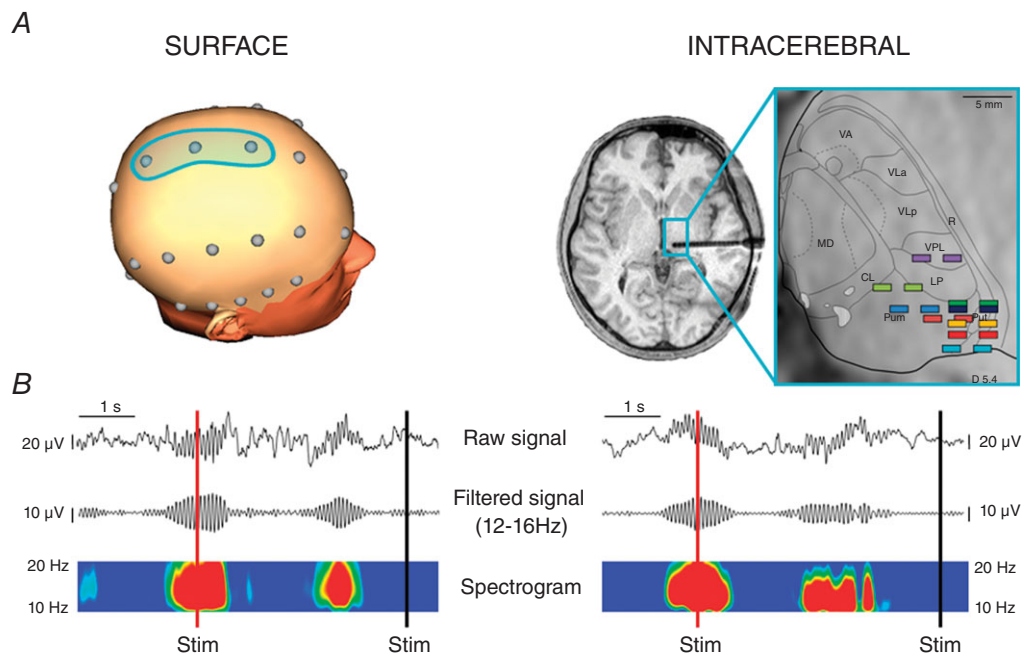 A
SURFACE
INTRACEREBRAL
5 mm
VA
VLa
VLp
R
MD
VPL
CL
LP
Pum
Pul
D 5.4
B
1 s
1 s
20 µV
Raw signal
20 µV
10 µV
Filtered signal
(12-16Hz)
10 µV
20 Hz
10 Hz
Spectrogram
20 Hz
10 Hz
Stim
Stim
Stim
Stim